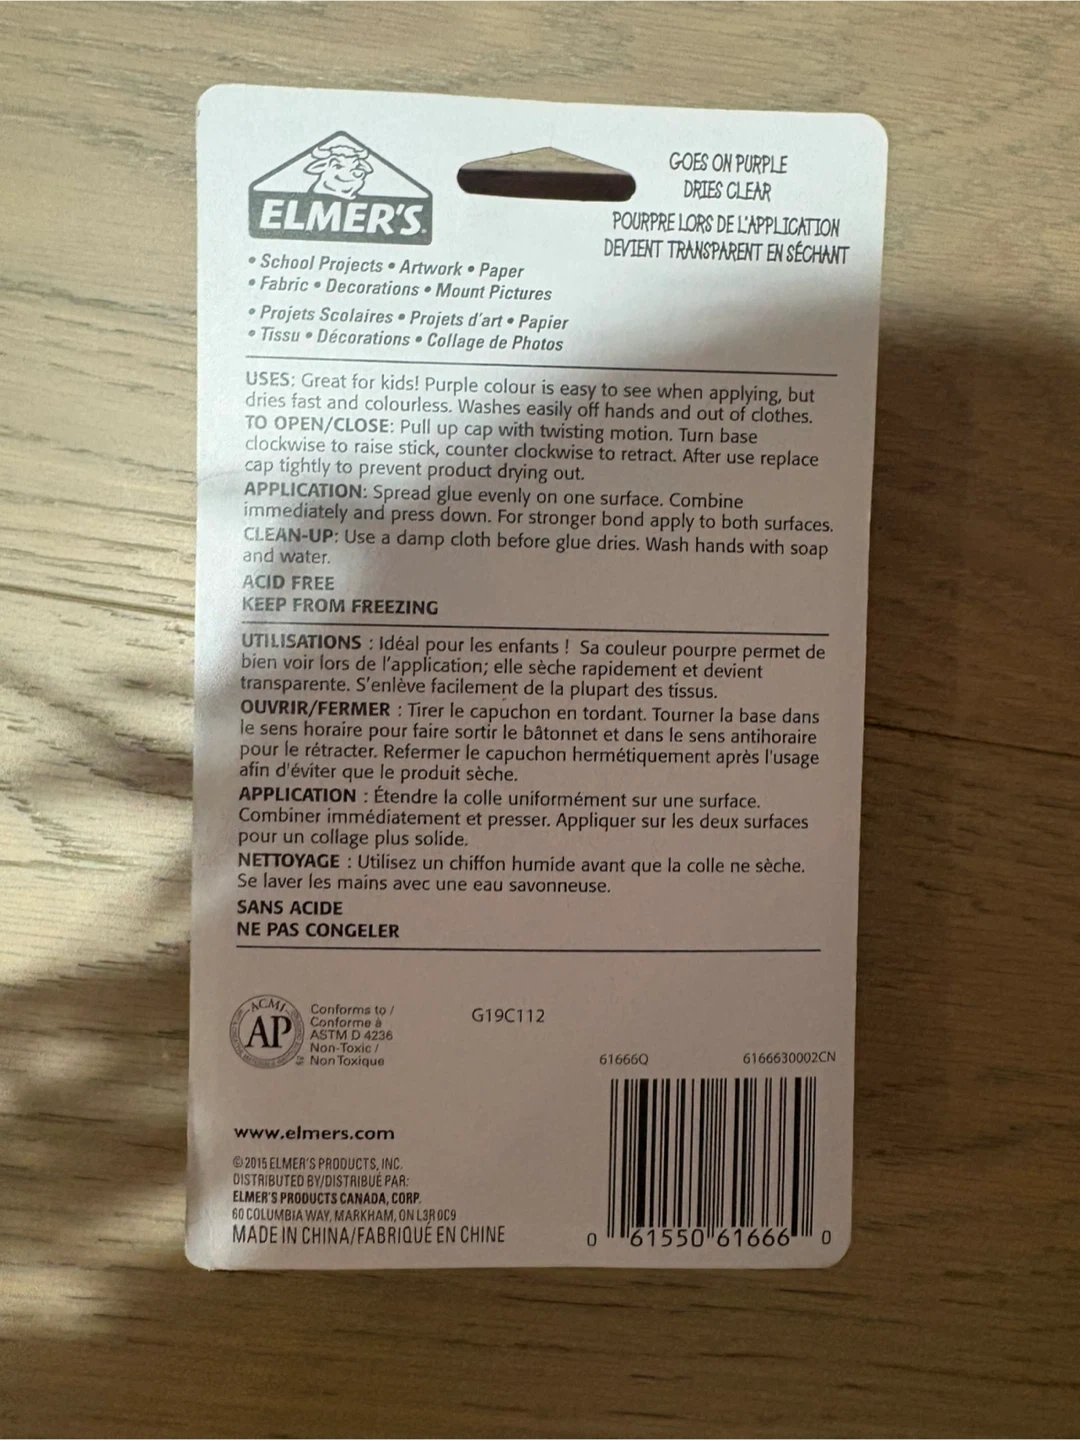 ELMER'S
GOES ON PURPLE
DRIES CLEAR
POURPRE LORS DE L'APPLICATION
DEVIENT TRANSPARENT EN SÉCHANT
• School Projects • Artwork • Paper
• Fabric • Decorations • Mount Pictures
• Projets Scolaires • Projets d'art • Papier
• Tissu • Décorations • Collage de Photos
USES: Great for kids! Purple colour is easy to see when applying, but
dries fast and colourless. Washes easily off hands and out of clothes.
TO OPEN/CLOSE: Pull up cap with twisting motion. Turn base
clockwise to raise stick, counter clockwise to retract. After use replace
cap tightly to prevent product drying out.
APPLICATION: Spread glue evenly on one surface. Combine
immediately and press down. For stronger bond apply to both surfaces.
CLEAN-UP: Use a damp cloth before glue dries. Wash hands with soap
and water.
ACID FREE
KEEP FROM FREEZING
UTILISATIONS : Idéal pour les enfants ! Sa couleur pourpre permet de
bien voir lors de l'application; elle sèche rapidement et devient
transparente. S'enlève facilement de la plupart des tissus.
OUVRIR/FERMER : Tirer le capuchon en tordant. Tourner la base dans
le sens horaire pour faire sortir le bâtonnet et dans le sens antihoraire
pour le rétracter. Refermer le capuchon hermétiquement après l'usage
afin d'éviter que le produit sèche.
APPLICATION : Étendre la colle uniformément sur une surface.
Combiner immédiatement et presser. Appliquer sur les deux surfaces
pour un collage plus solide.
NETTOYAGE : Utilisez un chiffon humide avant que la colle ne sèche.
Se laver les mains avec une eau savonneuse.
SANS ACIDE
NE PAS CONGELER
ACMI
AP
Conforms to /
Conforme à
ASTM D 4236
Non-Toxic /
Non Toxique
G19C112
61666Q
6166630002CN
www.elmers.com
©2015 ELMER'S PRODUCTS, INC.
DISTRIBUTED BY/DISTRIBUÉ PAR:
ELMER'S PRODUCTS CANADA, CORP.
60 COLUMBIA WAY, MARKHAM, ON L3R 0C9
MADE IN CHINA/FABRIQUÉ EN CHINE
0 61550 61666 0